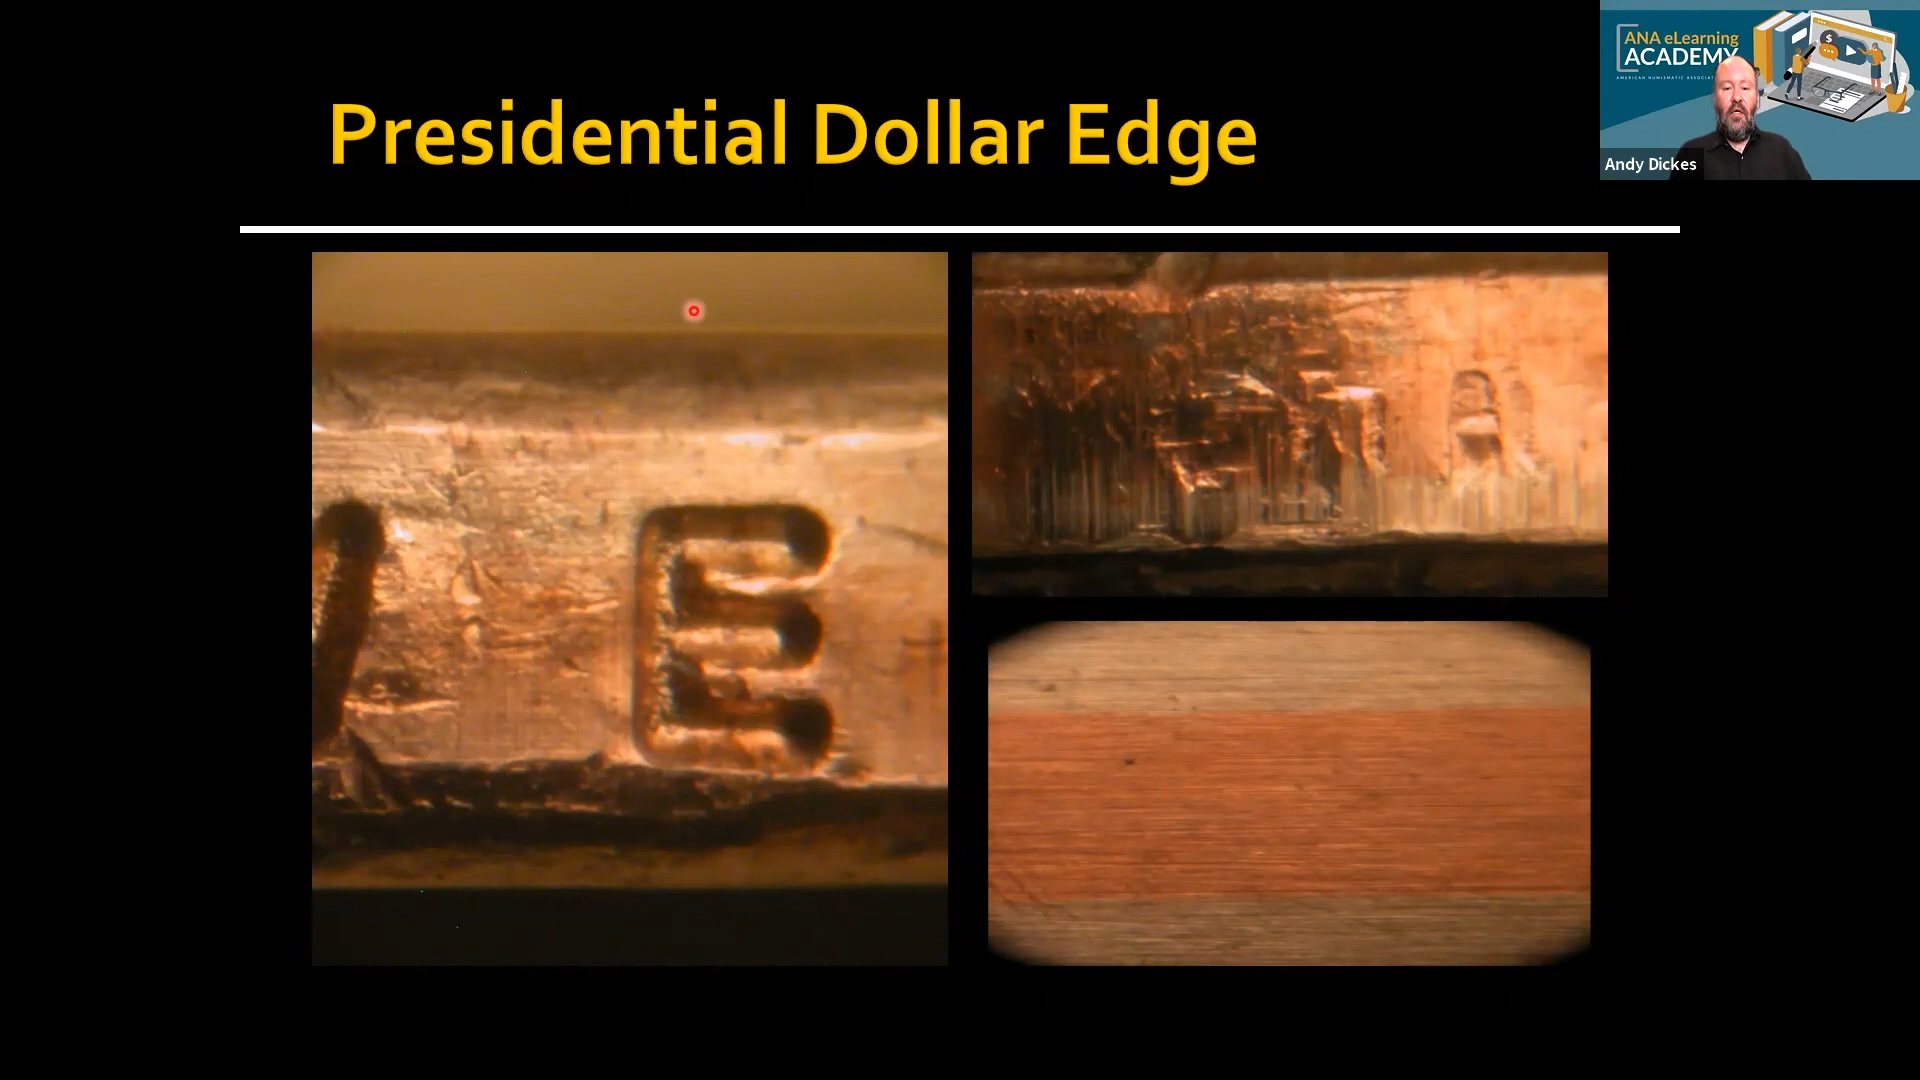 Presidential Dollar Edge
ANA eLearning
ACADEMY
Andy Dickes
E